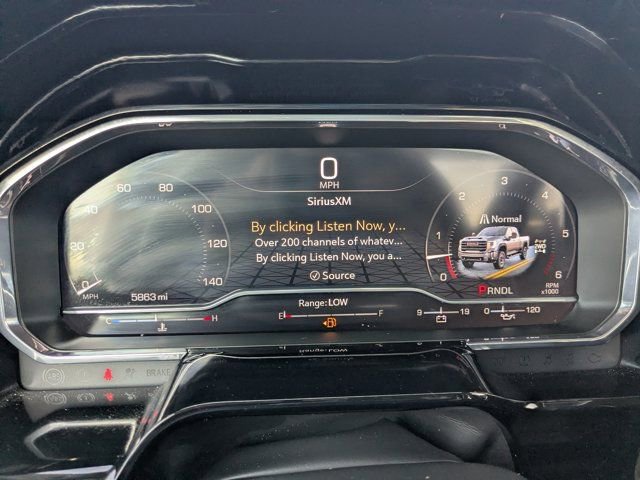 0
MPH
SiriusXM
By clicking Listen Now, y...
Over 200 channels of whatev...
By clicking Listen Now, you a...
Source
20
40
60
80
100
120
140
0
MPH
5863 mi
1
2
3
4
5
6
Normal
2WD
PRNDL
RPM
x1000
Range: LOW
C
H
E
F
9
19
0
120
BRAKE